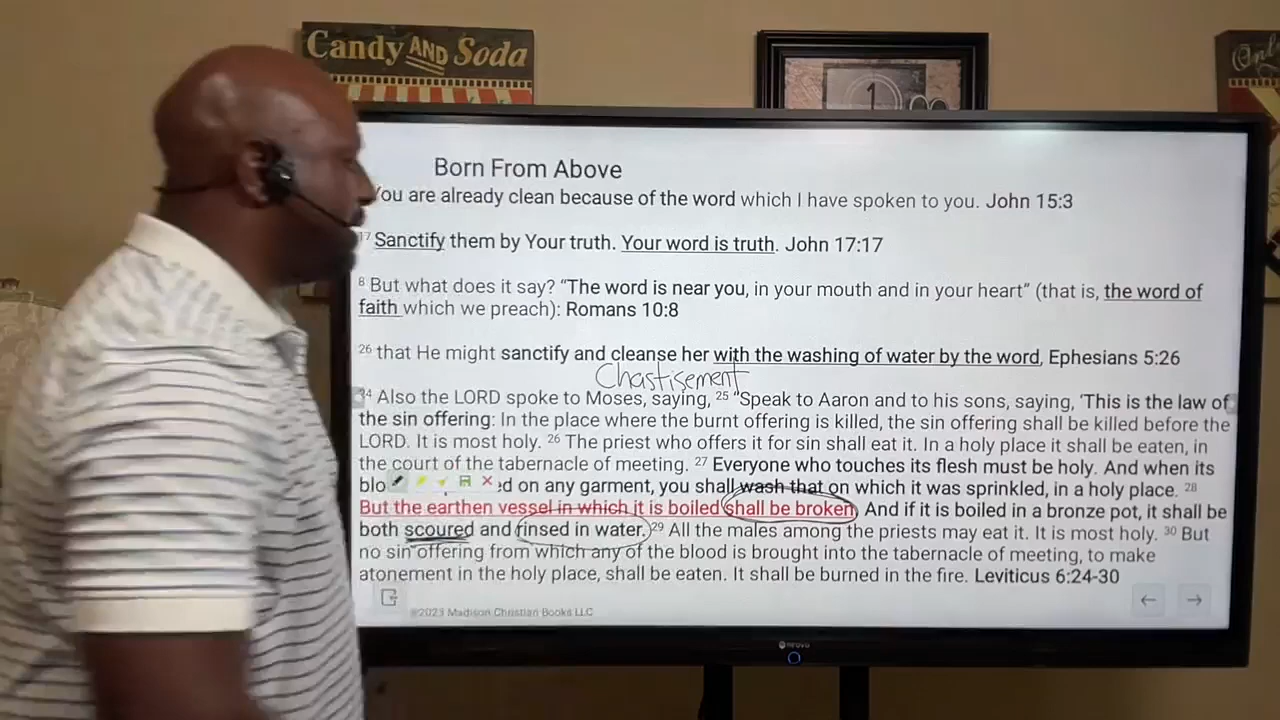 Candy AND Soda
1
Onl
Born From Above
You are already clean because of the word which I have spoken to you. John 15:3
17 Sanctify them by Your truth. Your word is truth. John 17:17
8 But what does it say? “The word is near you, in your mouth and in your heart” (that is, the word of
faith which we preach): Romans 10:8
26 that He might sanctify and cleanse her with the washing of water by the word, Ephesians 5:26
Chastisement
Also the LORD spoke to Moses, saying, 25 "Speak to Aaron and to his sons, saying, 'This is the law of
the sin offering: In the place where the burnt offering is killed, the sin offering shall be killed before the
LORD. It is most holy. 26 The priest who offers it for sin shall eat it. In a holy place it shall be eaten, in
the court of the tabernacle of meeting. 27 Everyone who touches its flesh must be holy. And when its
blo ed on any garment, you shall wash that on which it was sprinkled, in a holy place. 28
But the earthen vessel in which it is boiled shall be broken. And if it is boiled in a bronze pot, it shall be
both scoured and rinsed in water. 29 All the males among the priests may eat it. It is most holy. 30 But
no sin offering from which any of the blood is brought into the tabernacle of meeting, to make
atonement in the holy place, shall be eaten. It shall be burned in the fire. Leviticus 6:24-30
©2023 Madison Christian Books LLC